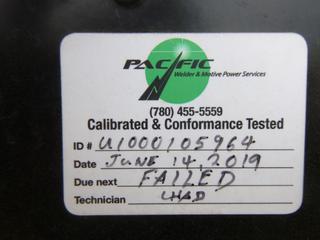 PACIFIC
Welder & Motive Power Services
(780) 455-5559
Calibrated & Conformance Tested
ID # U1000105964
Date JUNE 14, 2019
Due next FAILED
Technician CHAD